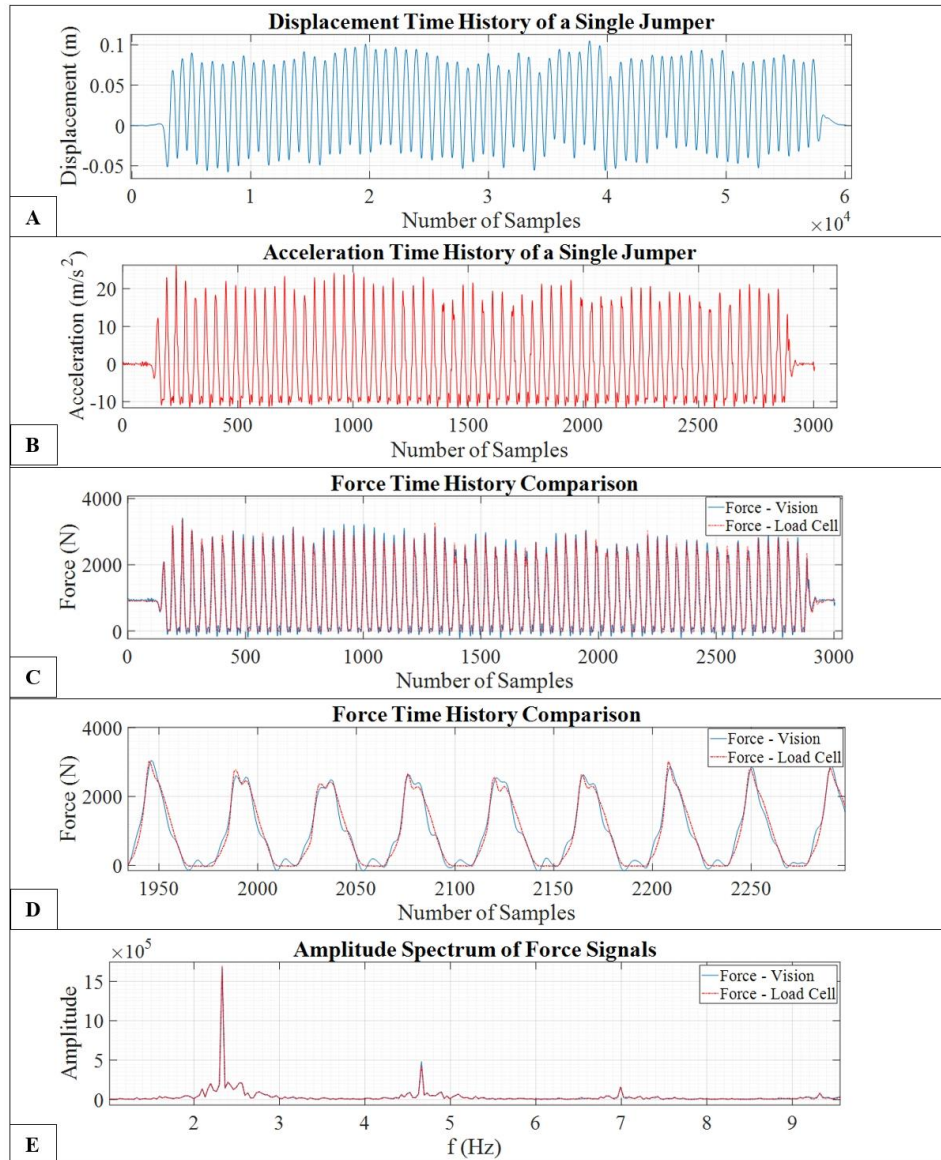 Displacement Time History of a Single Jumper
Displacement (m)
0.1
0.05
0
-0.05
0 1 2 3 4 5 6
Number of Samples
×10⁴
A
Acceleration Time History of a Single Jumper
Acceleration (m/s²)
20
10
0
-10
0 500 1000 1500 2000 2500 3000
Number of Samples
B
Force Time History Comparison
Force (N)
4000
2000
0
Force - Vision
Force - Load Cell
0 500 1000 1500 2000 2500 3000
Number of Samples
C
Force Time History Comparison
Force (N)
4000
2000
0
Force - Vision
Force - Load Cell
1950 2000 2050 2100 2150 2200 2250
Number of Samples
D
Amplitude Spectrum of Force Signals
×10⁵
Amplitude
15
10
5
0
Force - Vision
Force - Load Cell
2 3 4 5 6 7 8 9
f (Hz)
E